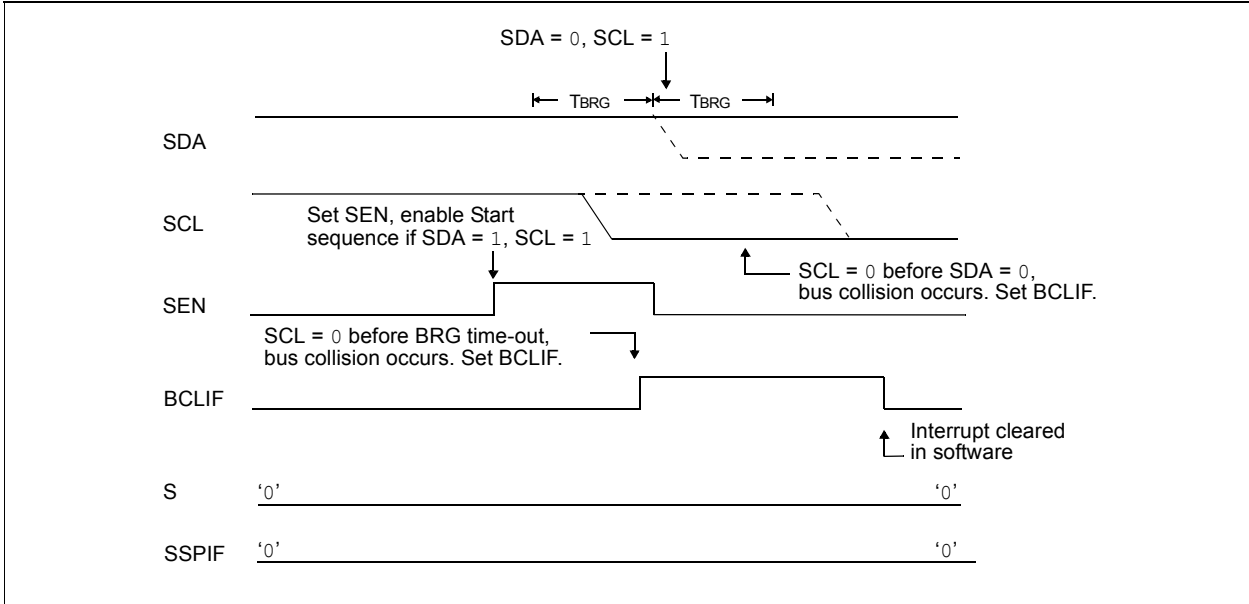 SDA = 0, SCL = 1
TBRG TBRG
SDA
SCL
Set SEN, enable Start
sequence if SDA = 1, SCL = 1
SCL = 0 before SDA = 0,
bus collision occurs. Set BCLIF.
SEN
SCL = 0 before BRG time-out,
bus collision occurs. Set BCLIF.
BCLIF
Interrupt cleared
in software
S ‘0’ ‘0’
SSPIF ‘0’ ‘0’